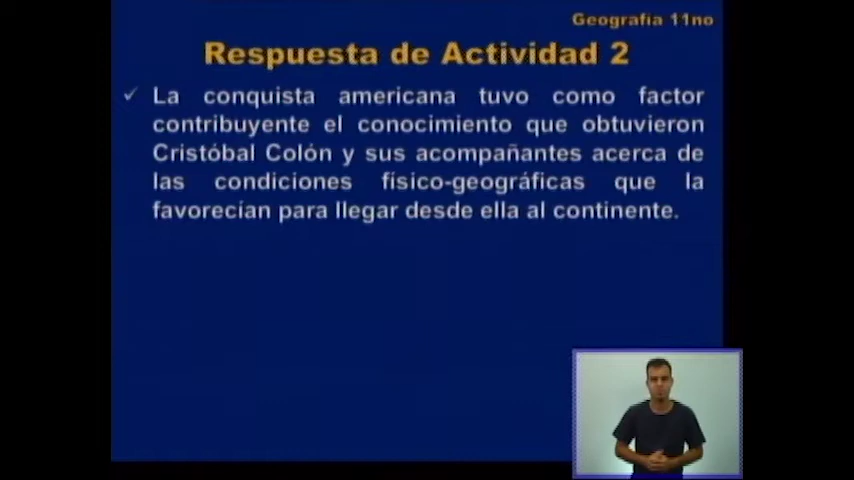 Geografía 11no
Respuesta de Actividad 2
✓ La conquista americana tuvo como factor
contribuyente el conocimiento que obtuvieron
Cristóbal Colón y sus acompañantes acerca de
las condiciones físico-geográficas que la
favorecían para llegar desde ella al continente.